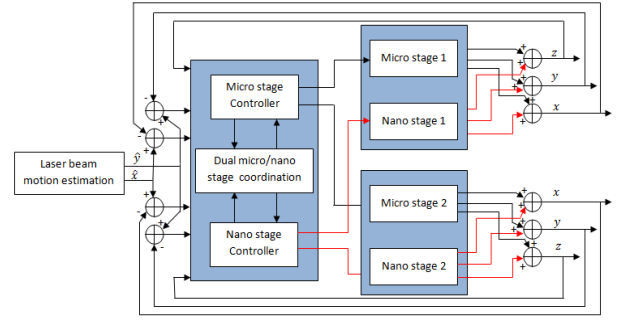 Micro stage
Controller
Dual micro/nano
stage coordination
Nano stage
Controller
Laser beam
motion estimation
ŷ
x̂
Micro stage 1
Nano stage 1
Micro stage 2
Nano stage 2
z
y
x
x
y
z
-
+
-
+
+
-
+
-
+
+
+
+
+
+
+
+
+
+
+
+